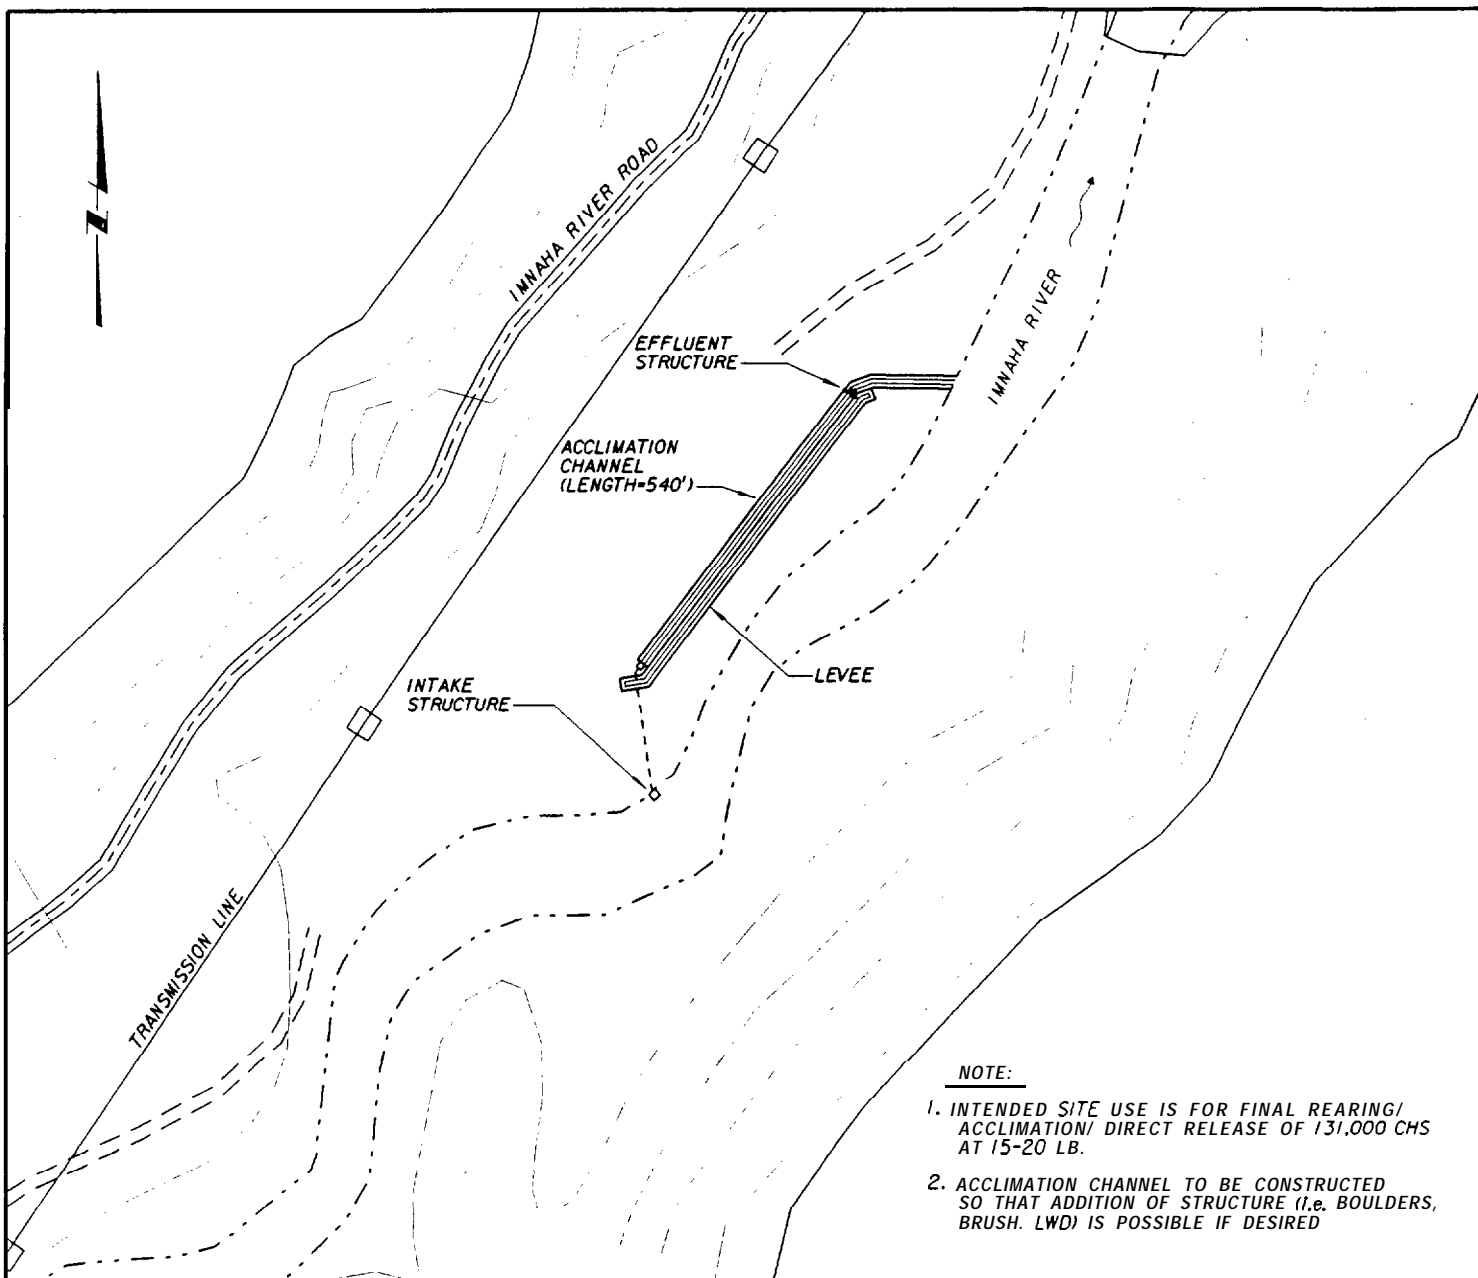 IMNAHA RIVER ROAD
N
IMNAHA RIVER
EFFLUENT
STRUCTURE
ACCLIMATION
CHANNEL
(LENGTH=540')
LEVEE
INTAKE
STRUCTURE
TRANSMISSION LINE
NOTE:
1. INTENDED SITE USE IS FOR FINAL REARING/
ACCLIMATION/ DIRECT RELEASE OF 131,000 CHS
AT 15-20 LB.
2. ACCLIMATION CHANNEL TO BE CONSTRUCTED
SO THAT ADDITION OF STRUCTURE (i.e. BOULDERS,
BRUSH. LWD) IS POSSIBLE IF DESIRED